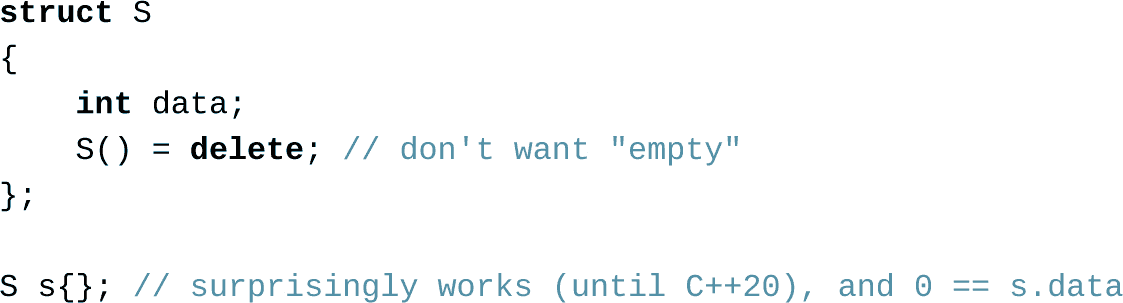 struct S
{
    int data;
    S() = delete; // don't want "empty"
};

S s{}; // surprisingly works (until C++20), and 0 == s.data